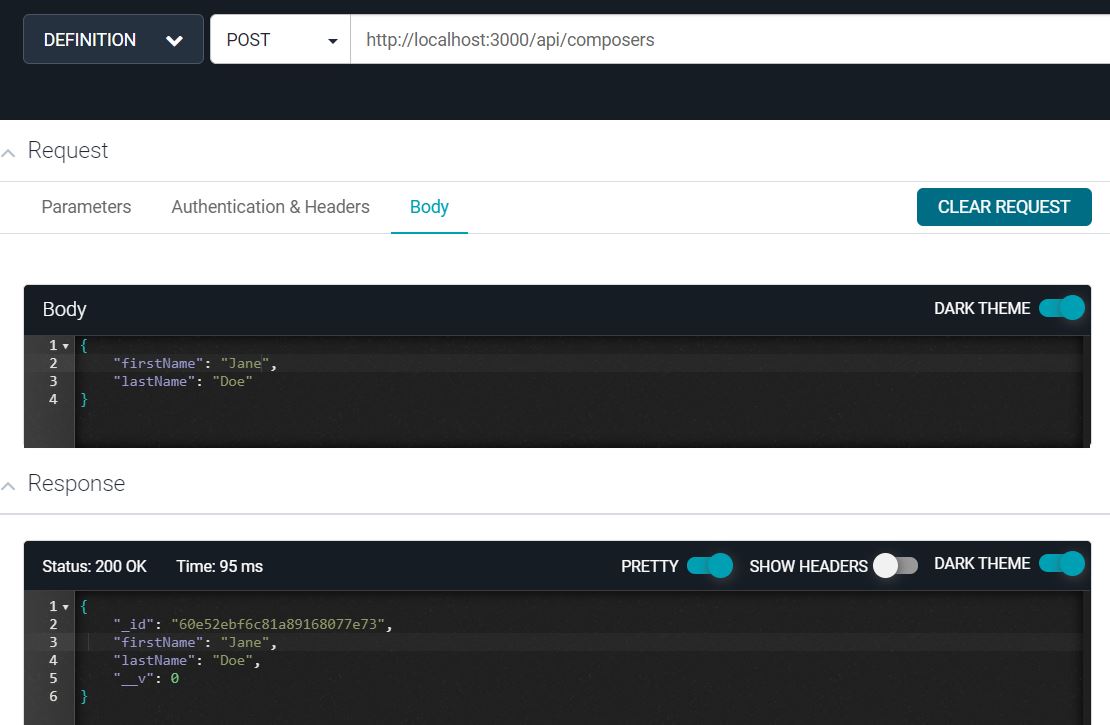 DEFINITION POST http://localhost:3000/api/composers
Request
Parameters Authentication & Headers Body CLEAR REQUEST
Body DARK THEME
1 {
2 "firstName": "Jane",
3 "lastName": "Doe"
4 }
Response
Status: 200 OK Time: 95 ms PRETTY SHOW HEADERS DARK THEME
1 {
2 "_id": "60e52ebf6c81a89168077e73",
3 "firstName": "Jane",
4 "lastName": "Doe",
5 "__v": 0
6 }